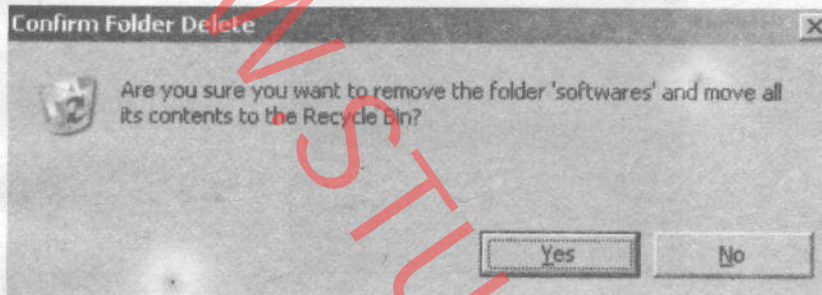 Confirm Folder Delete
Are you sure you want to remove the folder 'softwares' and move all
its contents to the Recycle Bin?
Yes
No
W.STU